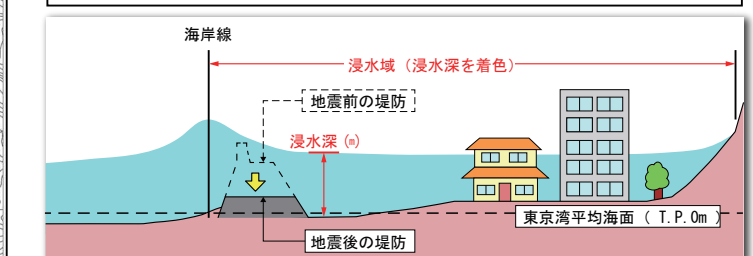 海岸線
浸水域（浸水深を着色）
地震前の堤防
浸水深（m）
東京湾平均海面（ T.P.0m ）
地震後の堤防